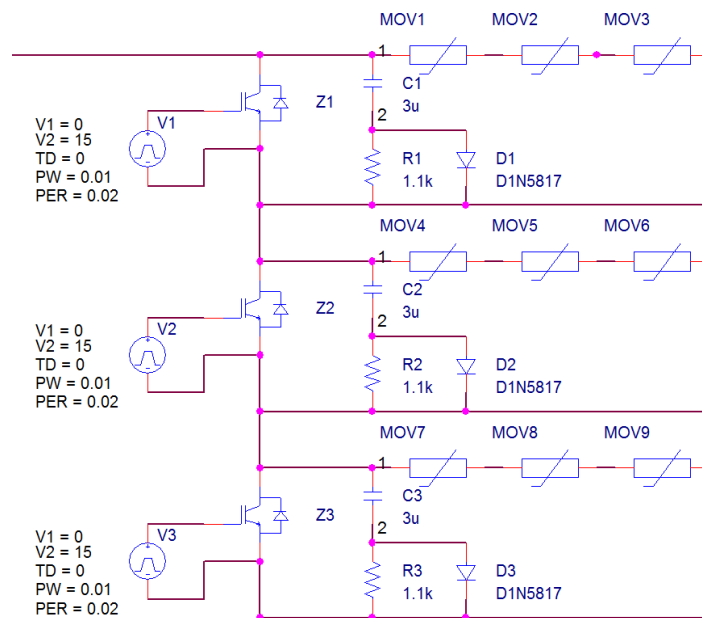 MOV1 MOV2 MOV3
1
C1
3u
Z1
V1
V1 = 0
V2 = 15
TD = 0
PW = 0.01
PER = 0.02
2
R1
1.1k
D1
D1N5817
MOV4 MOV5 MOV6
1
C2
3u
Z2
V2
V1 = 0
V2 = 15
TD = 0
PW = 0.01
PER = 0.02
2
R2
1.1k
D2
D1N5817
MOV7 MOV8 MOV9
1
C3
3u
Z3
V3
V1 = 0
V2 = 15
TD = 0
PW = 0.01
PER = 0.02
2
R3
1.1k
D3
D1N5817